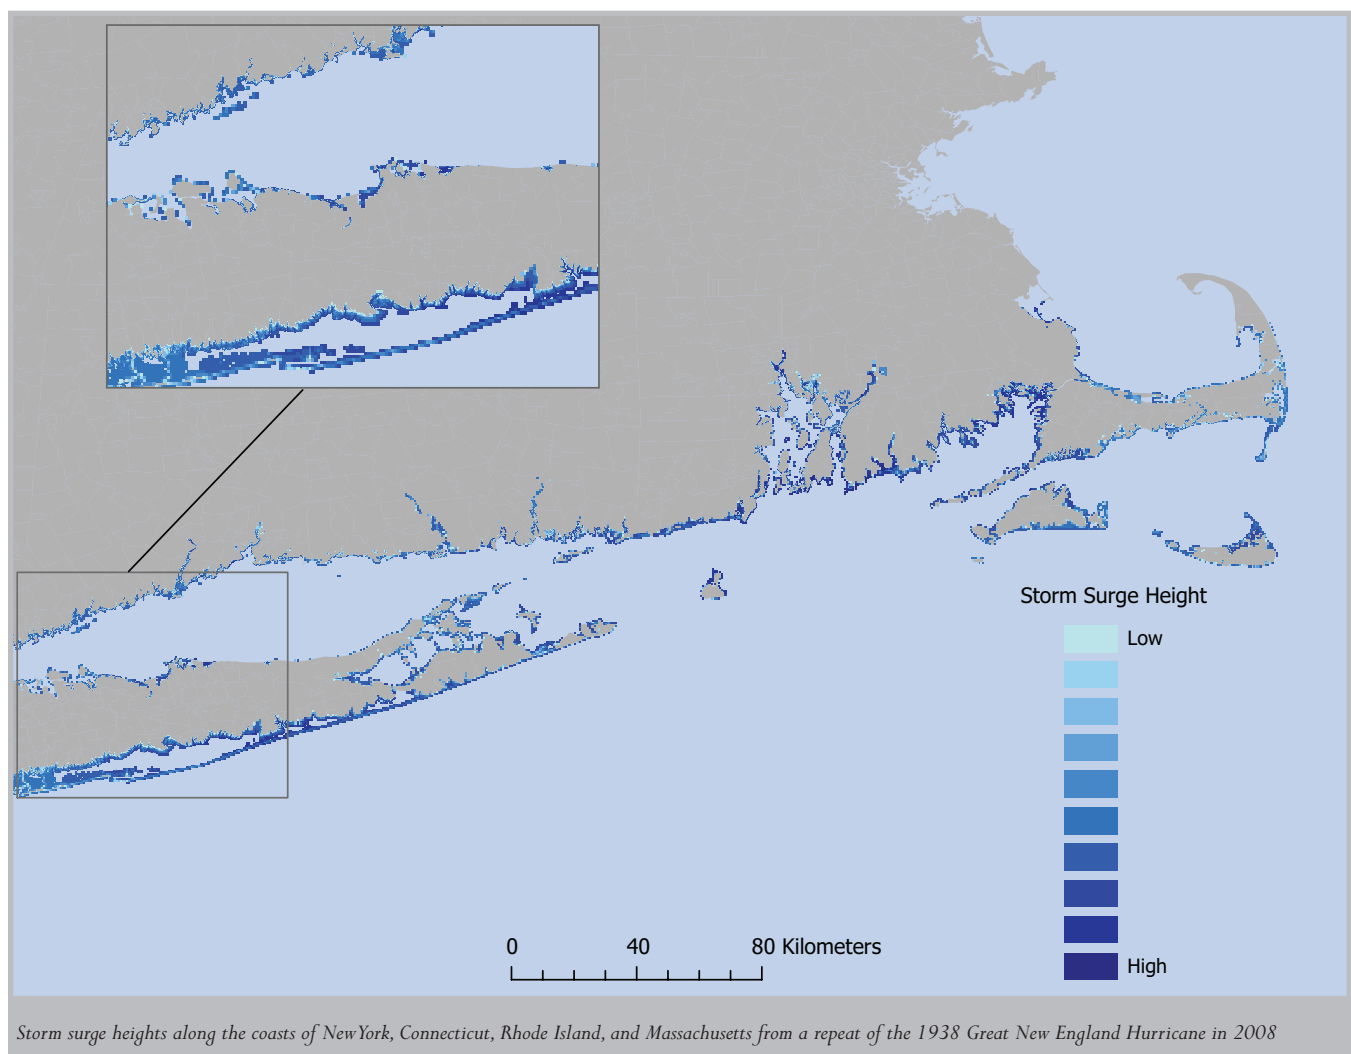 Storm Surge Height
Low
High
0 40 80 Kilometers
Storm surge heights along the coasts of New York, Connecticut, Rhode Island, and Massachusetts from a repeat of the 1938 Great New England Hurricane in 2008